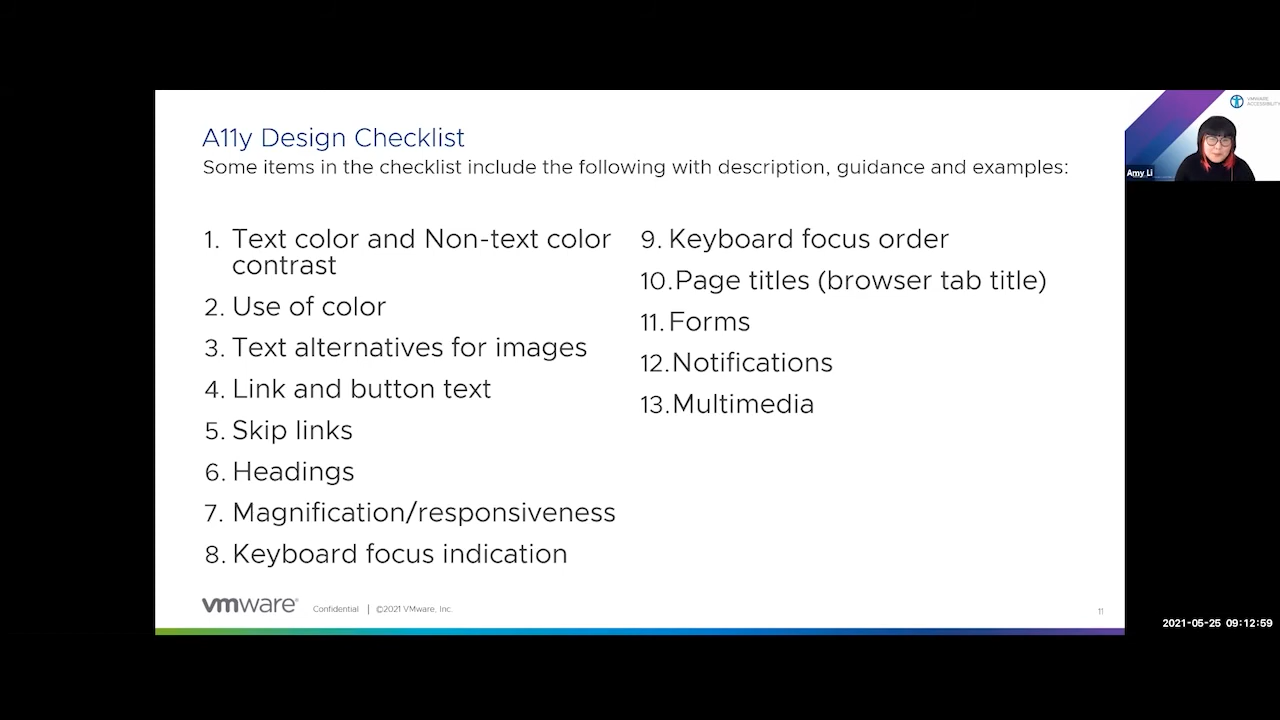 A11y Design Checklist
Some items in the checklist include the following with description, guidance and examples:
1. Text color and Non-text color
contrast
2. Use of color
3. Text alternatives for images
4. Link and button text
5. Skip links
6. Headings
7. Magnification/responsiveness
8. Keyboard focus indication
9. Keyboard focus order
10. Page titles (browser tab title)
11. Forms
12. Notifications
13. Multimedia
vmware® Confidential | ©2021 VMware, Inc.
11
VMWARE
ACCESSIBILITY
Amy Li
2021-05-25 09:12:59